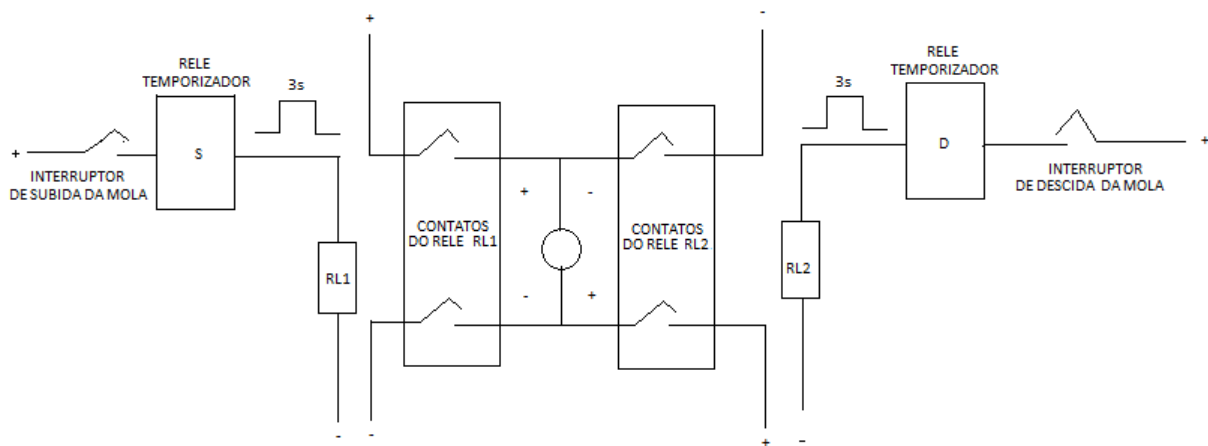 +
-
RELE
TEMPORIZADOR
3s
S
+
INTERRUPTOR
DE SUBIDA DA MOLA
RL1
-
-
CONTATOS
DO RELE RL1
+
-
-
+
CONTATOS
DO RELE RL2
+
-
RL2
3s
RELE
TEMPORIZADOR
D
+
INTERRUPTOR
DE DESCIDA DA MOLA